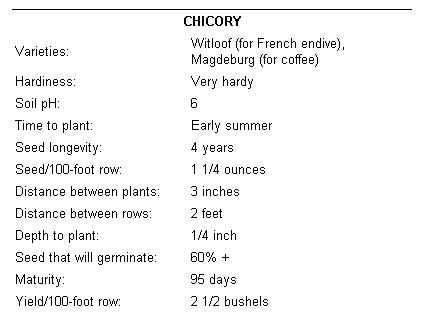 CHICORY
Varieties: Witloof (for French endive),
Magdeburg (for coffee)
Hardiness: Very hardy
Soil pH: 6
Time to plant: Early summer
Seed longevity: 4 years
Seed/100-foot row: 1 1/4 ounces
Distance between plants: 3 inches
Distance between rows: 2 feet
Depth to plant: 1/4 inch
Seed that will germinate: 60% +
Maturity: 95 days
Yield/100-foot row: 2 1/2 bushels